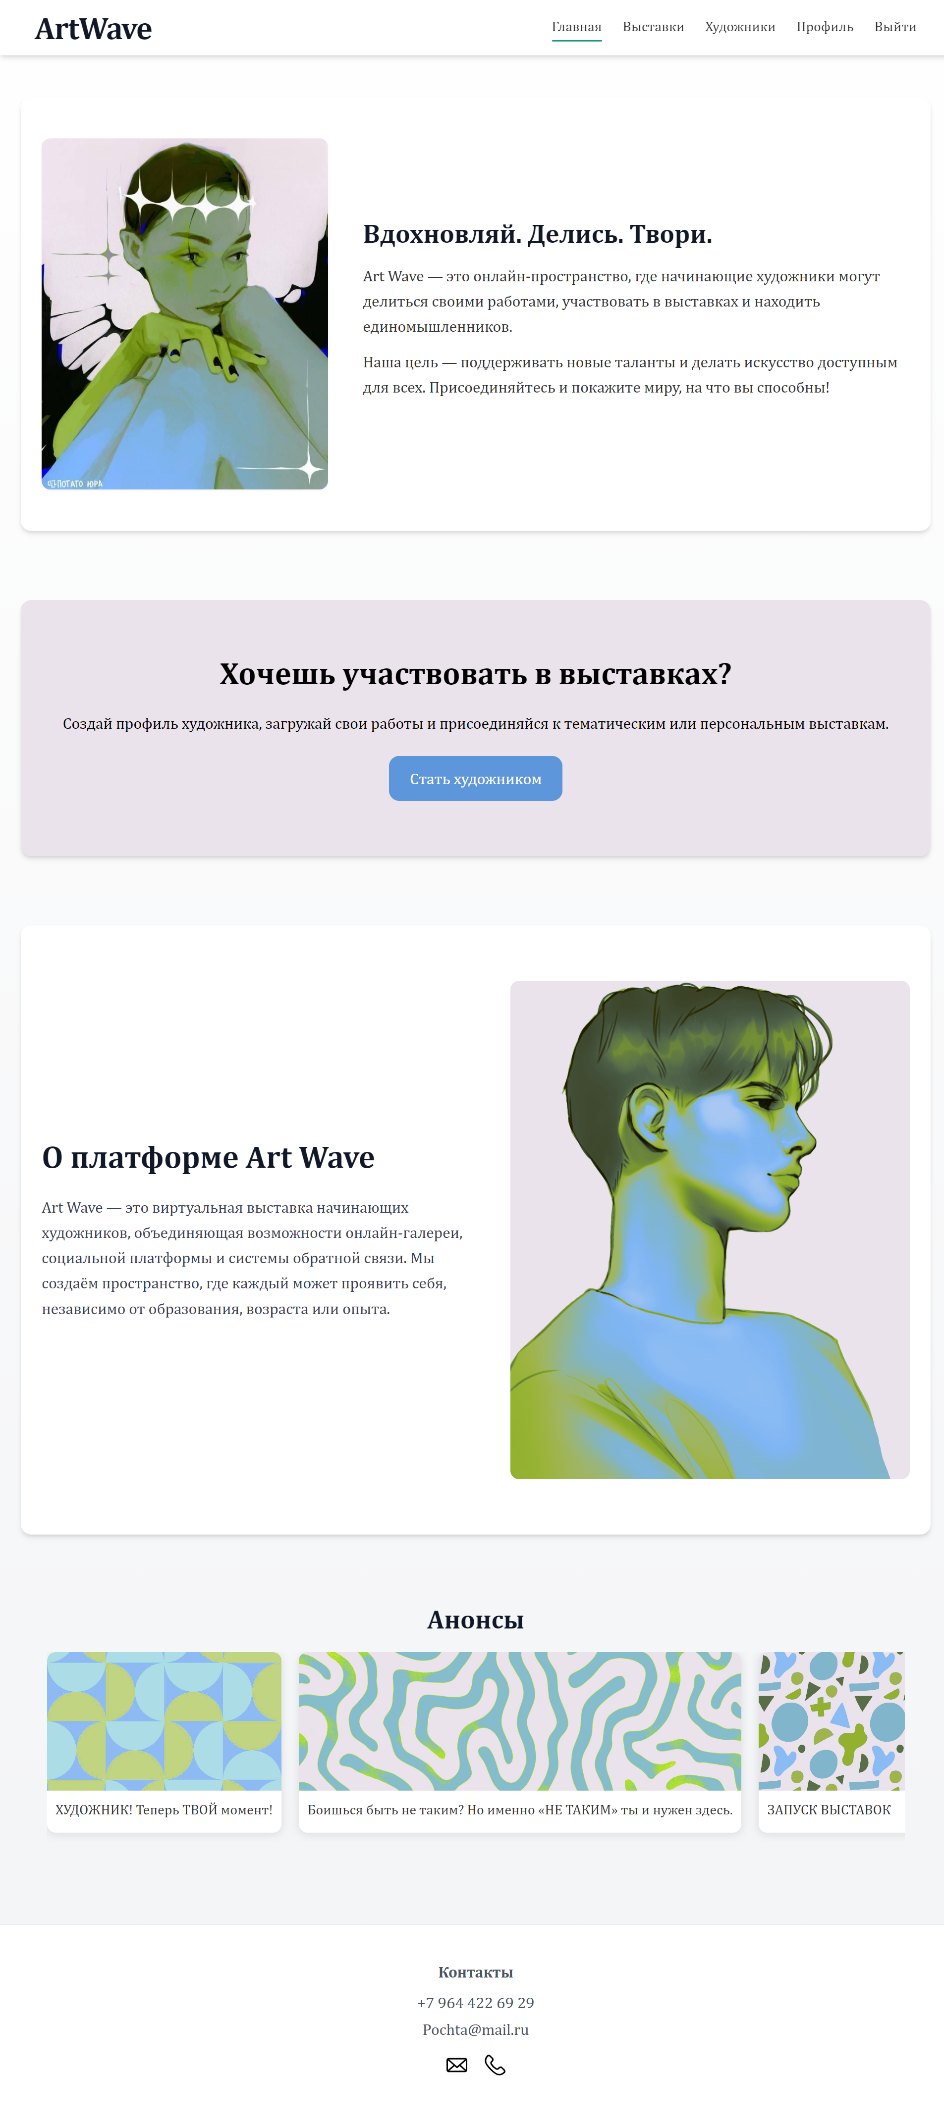 ArtWave
Главная Выставки Художники Профиль Выйти
Вдохновляй. Делись. Твори.
Art Wave — это онлайн-пространство, где начинающие художники могут
делиться своими работами, участвовать в выставках и находить
единомышленников.
Наша цель — поддерживать новые таланты и делать искусство доступным
для всех. Присоединяйтесь и покажите миру, на что вы способны!
ПОТАТО ЮРА
Хочешь участвовать в выставках?
Создай профиль художника, загружай свои работы и присоединяйся к тематическим или персональным выставкам.
Стать художником
О платформе Art Wave
Art Wave — это виртуальная выставка начинающих
художников, объединяющая возможности онлайн-галереи,
социальной платформы и системы обратной связи. Мы
создаём пространство, где каждый может проявить себя,
независимо от образования, возраста или опыта.
Анонсы
ХУДОЖНИК! Теперь ТВОЙ момент!
Боишься быть не таким? Но именно «НЕ ТАКИМ» ты и нужен здесь.
ЗАПУСК ВЫСТАВОК
Контакты
+7 964 422 69 29
Pochta@mail.ru